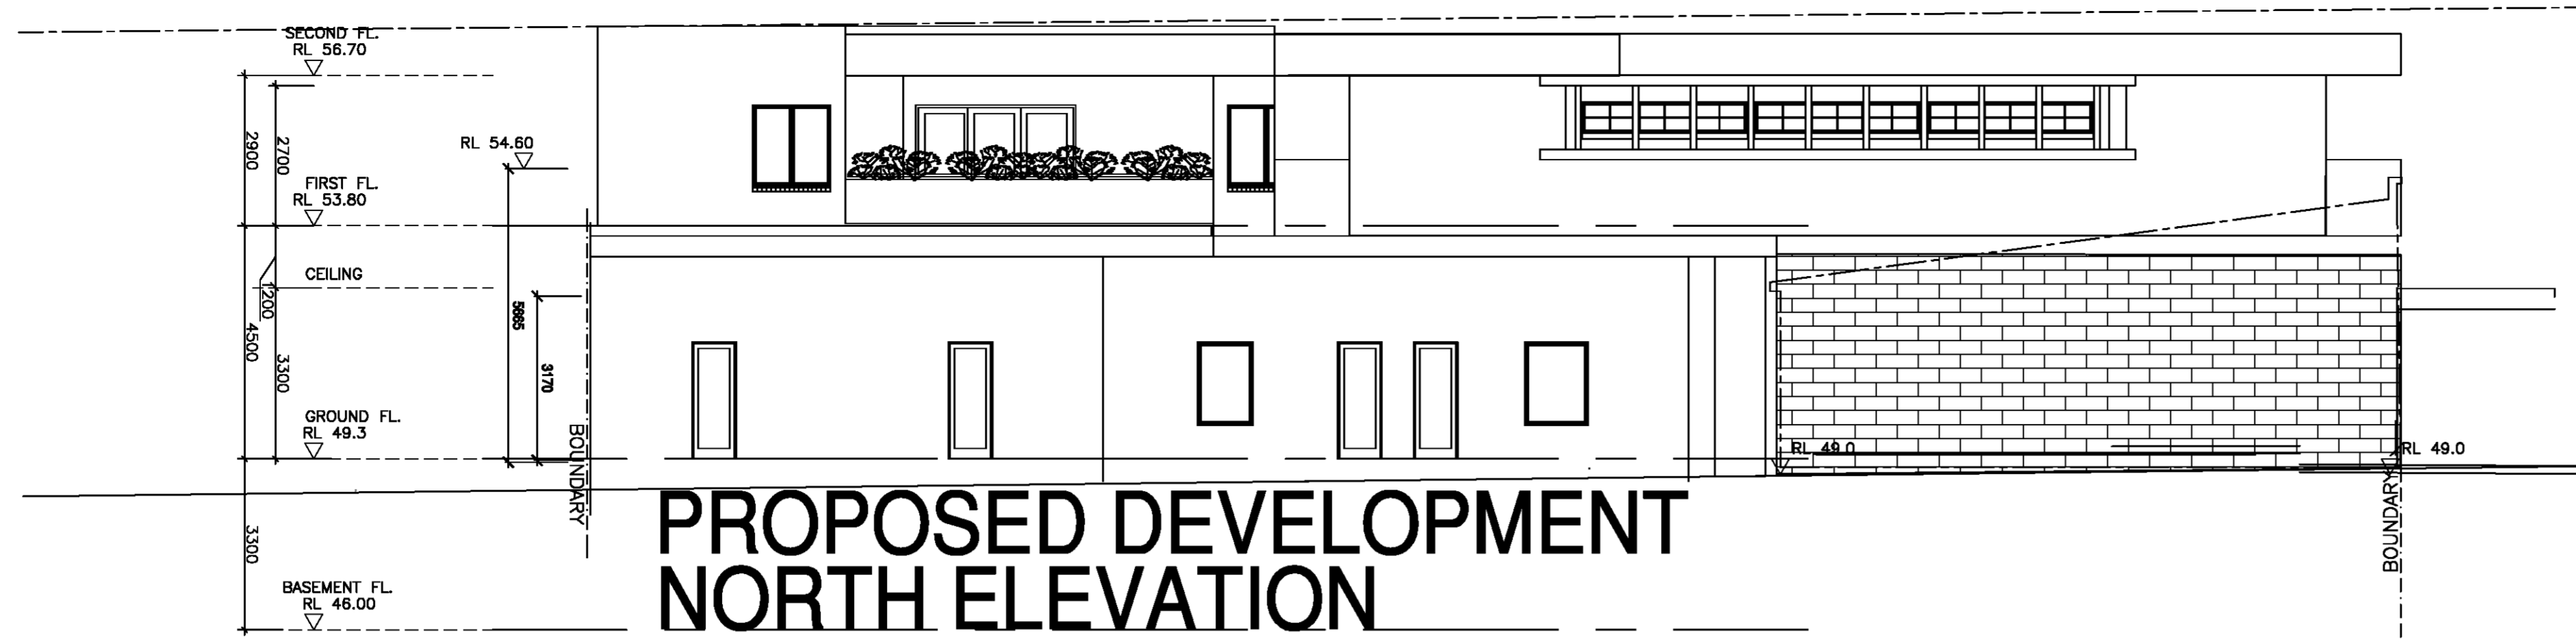 SECOND FL.
RL 56.70
2900
2700
RL 54.60
FIRST FL.
RL 53.80
CEILING
1200
4500
3300
5665
3170
GROUND FL.
RL 49.3
BOUNDARY
RL 49.0
RL 49.0
BOUNDARY
3300
BASEMENT FL.
RL 46.00
PROPOSED DEVELOPMENT
NORTH ELEVATION